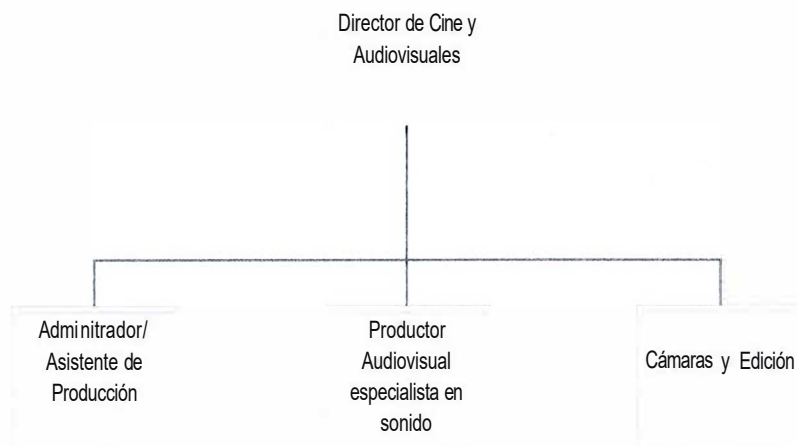 Director de Cine y
Audiovisuales
Adminitrador/
Asistente de
Producción
Productor
Audiovisual
especialista en
sonido
Cámaras y Edición